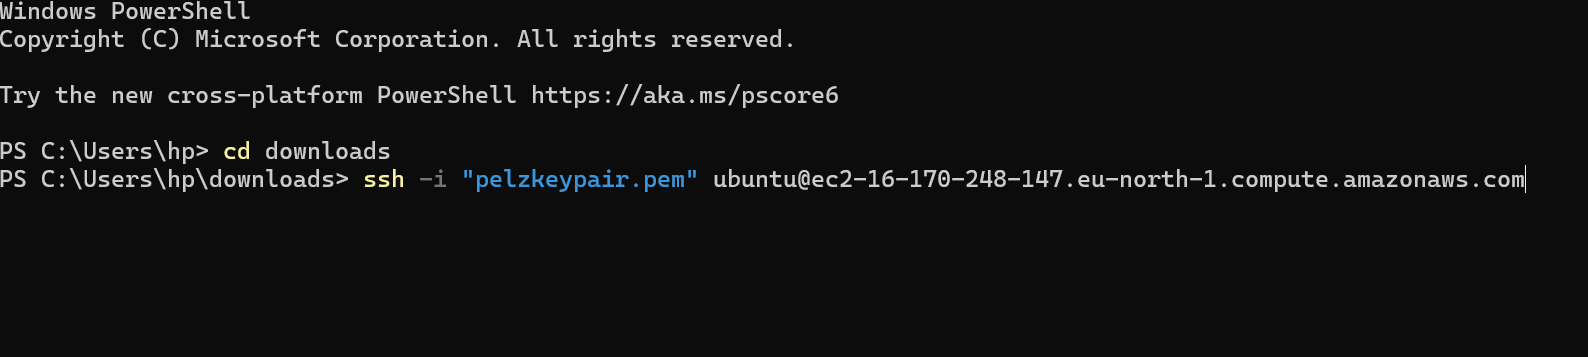 Windows PowerShell
Copyright (C) Microsoft Corporation. All rights reserved.
Try the new cross-platform PowerShell https://aka.ms/pscore6
PS C:\Users\hp> cd downloads
PS C:\Users\hp\downloads> ssh -i "pelzkeypair.pem" ubuntu@ec2-16-170-248-147.eu-north-1.compute.amazonaws.com